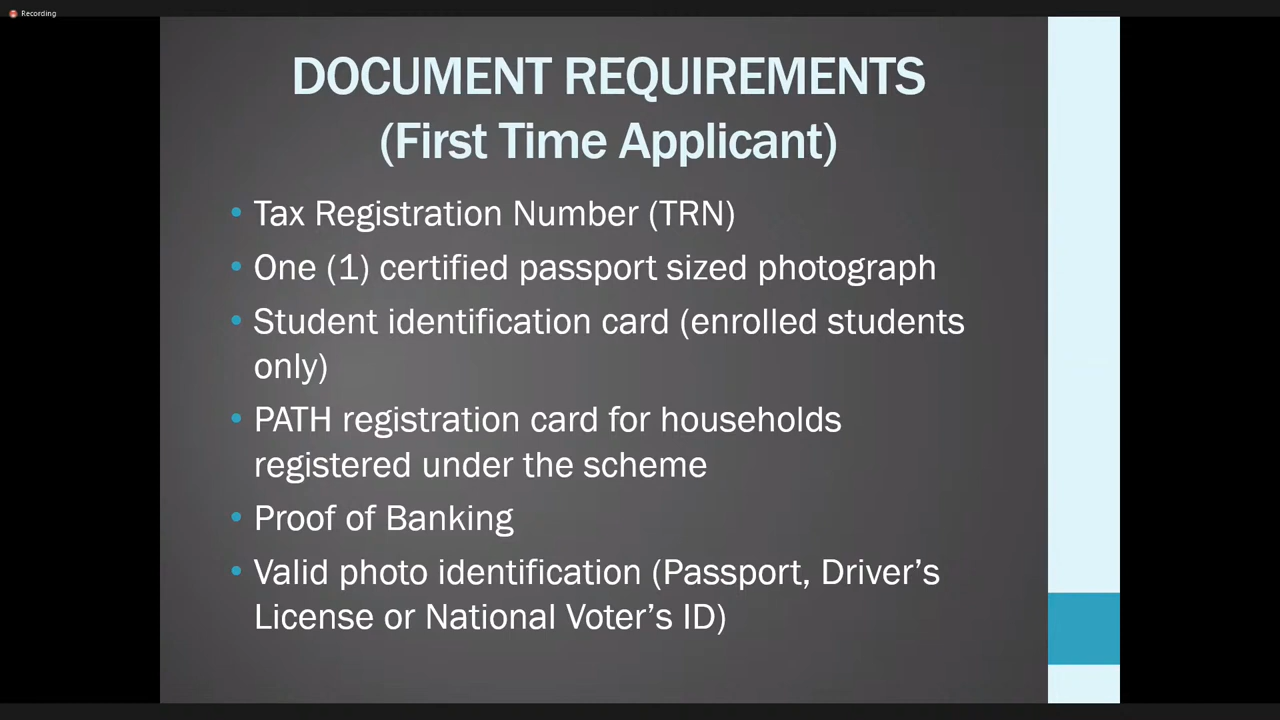 Recording
DOCUMENT REQUIREMENTS
(First Time Applicant)
• Tax Registration Number (TRN)
• One (1) certified passport sized photograph
• Student identification card (enrolled students
only)
• PATH registration card for households
registered under the scheme
• Proof of Banking
• Valid photo identification (Passport, Driver’s
License or National Voter’s ID)